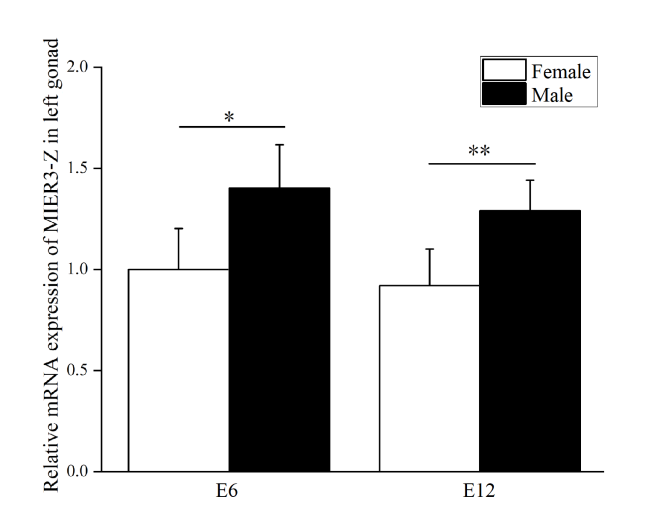 Relative mRNA expression of MIER3-Z in left gonad
2.0
1.5
1.0
0.5
0.0
Female
Male
*
**
E6
E12